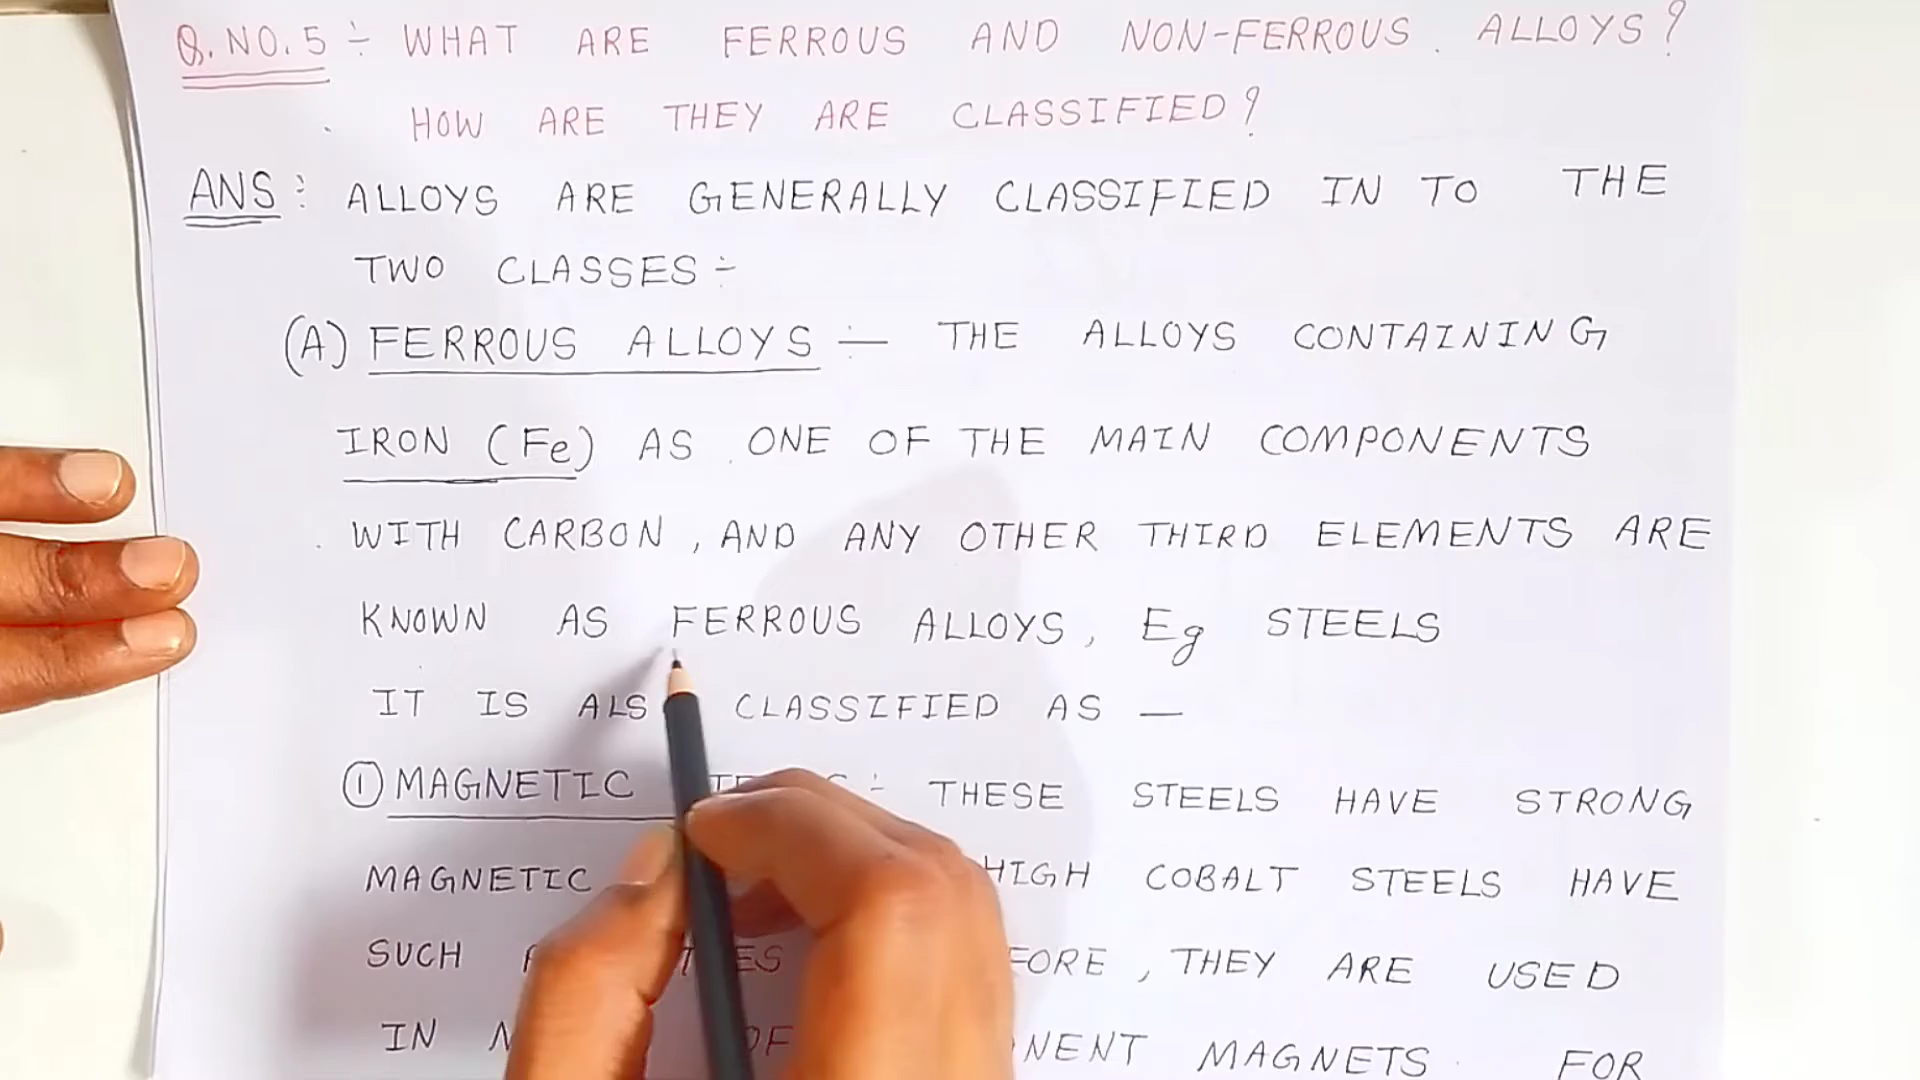 Q.NO.5 ÷ WHAT ARE FERROUS AND NON-FERROUS. ALLOYS?
HOW ARE THEY ARE CLASSIFIED?
ANS: ALLOYS ARE GENERALLY CLASSIFIED IN TO THE
TWO CLASSES ÷
(A) FERROUS ALLOYS ÷ THE ALLOYS CONTAINING
IRON (Fe) AS ONE OF THE MAIN COMPONENTS
WITH CARBON, AND ANY OTHER THIRD ELEMENTS ARE
KNOWN AS FERROUS ALLOYS, Eg STEELS
IT IS ALS CLASSIFIED AS —
① MAGNETIC : THESE STEELS HAVE STRONG
MAGNETIC HIGH COBALT STEELS HAVE
SUCH FORE, THEY ARE USED
IN OF NENT MAGNETS FOR